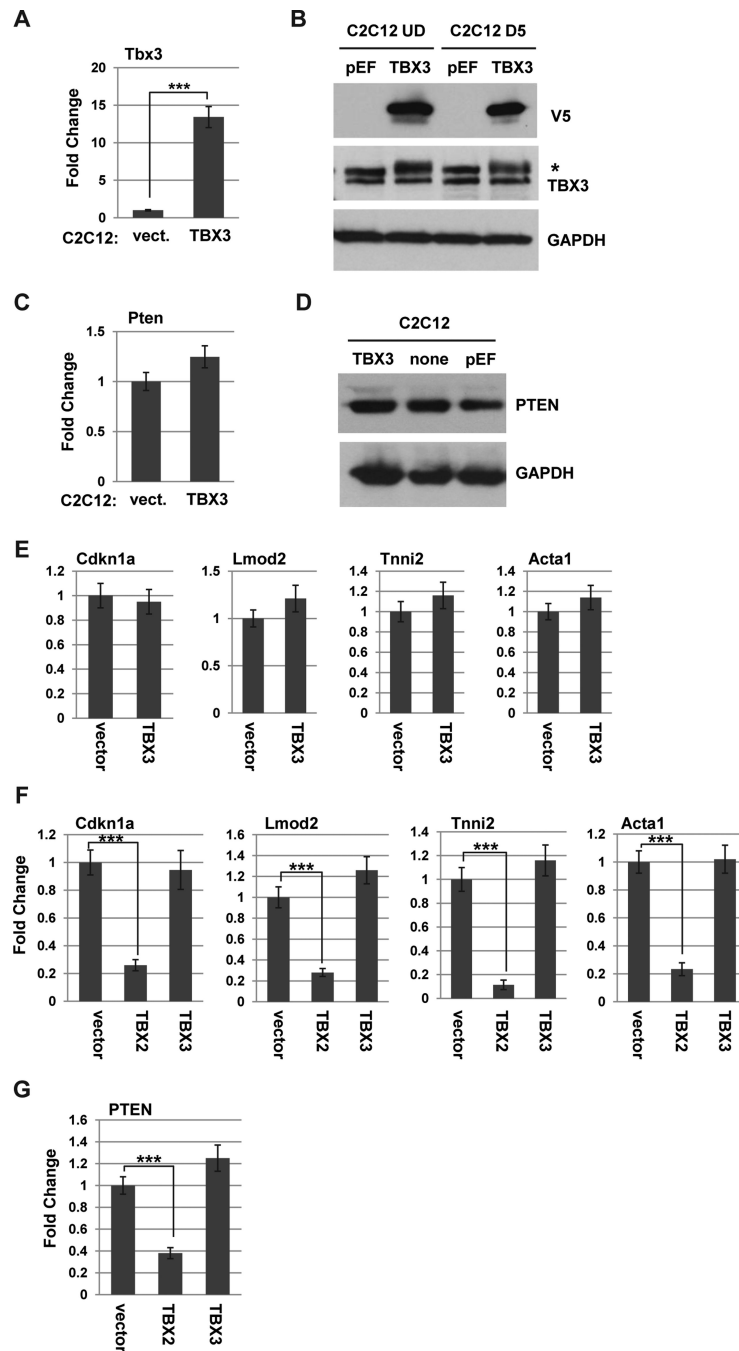 A
Tbx3
***
Fold Change
20
15
10
5
0
C2C12: vect. TBX3
B
C2C12 UD C2C12 D5
pEF TBX3 pEF TBX3
V5
*
TBX3
GAPDH
C
Pten
Fold Change
1.5
1
0.5
0
C2C12: vect. TBX3
D
C2C12
TBX3 none pEF
PTEN
GAPDH
E
Cdkn1a
Fold Change
1.2
1
0.8
0.6
0.4
0.2
0
vector
TBX3
Lmod2
1.5
1
0.5
0
vector
TBX3
Tnni2
1.4
1.2
1
0.8
0.6
0.4
0.2
0
vector
TBX3
Acta1
1.4
1.2
1
0.8
0.6
0.4
0.2
0
vector
TBX3
F
Cdkn1a
***
Fold Change
1.2
1
0.8
0.6
0.4
0.2
0
vector
TBX2
TBX3
Lmod2
***
1.6
1.4
1.2
1
0.8
0.6
0.4
0.2
0
vector
TBX2
TBX3
Tnni2
***
1.4
1.2
1
0.8
0.6
0.4
0.2
0
vector
TBX2
TBX3
Acta1
***
1.2
1
0.8
0.6
0.4
0.2
0
vector
TBX2
TBX3
G
PTEN
***
Fold Change
1.6
1.4
1.2
1
0.8
0.6
0.4
0.2
0
vector
TBX2
TBX3